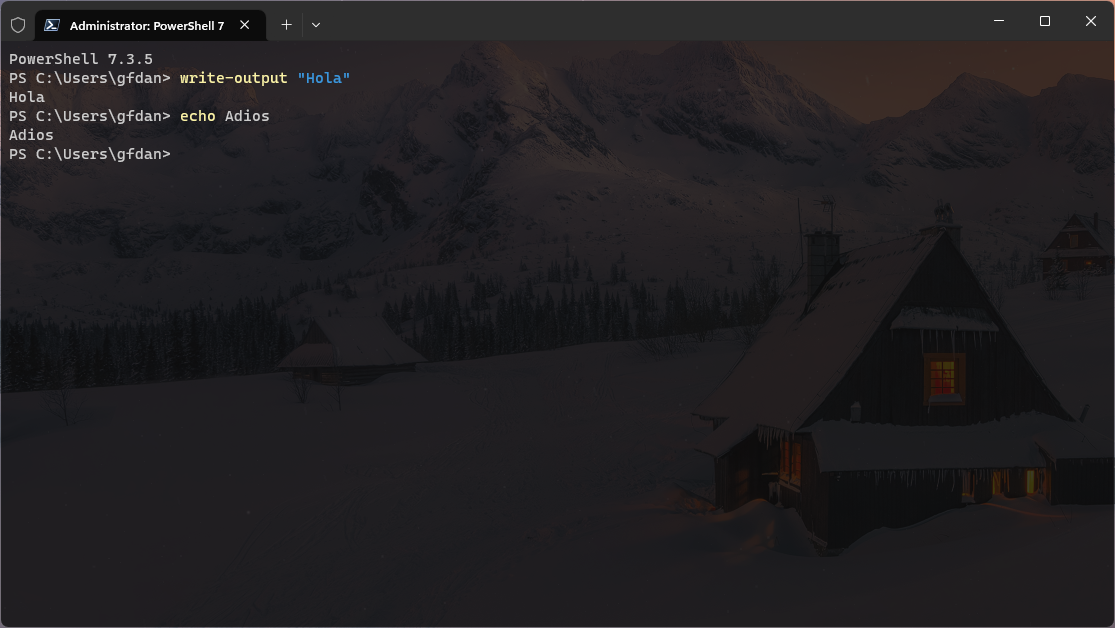 Administrator: PowerShell 7
PowerShell 7.3.5
PS C:\Users\gfdan> write-output "Hola"
Hola
PS C:\Users\gfdan> echo Adios
Adios
PS C:\Users\gfdan>